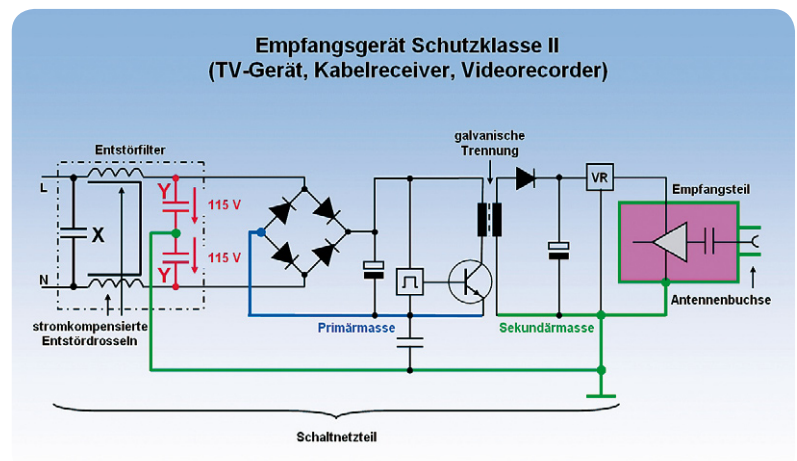 Empfangsgerät Schutzklasse II
(TV-Gerät, Kabelreceiver, Videorecorder)
galvanische
Trennung
Entstörfilter
L
Y
115 V
VR
Empfangsteil
X
Y
115 V
N
Antennenbuchse
stromkompensierte
Entstördrosseln
Primärmasse
Sekundärmasse
Schaltnetzteil